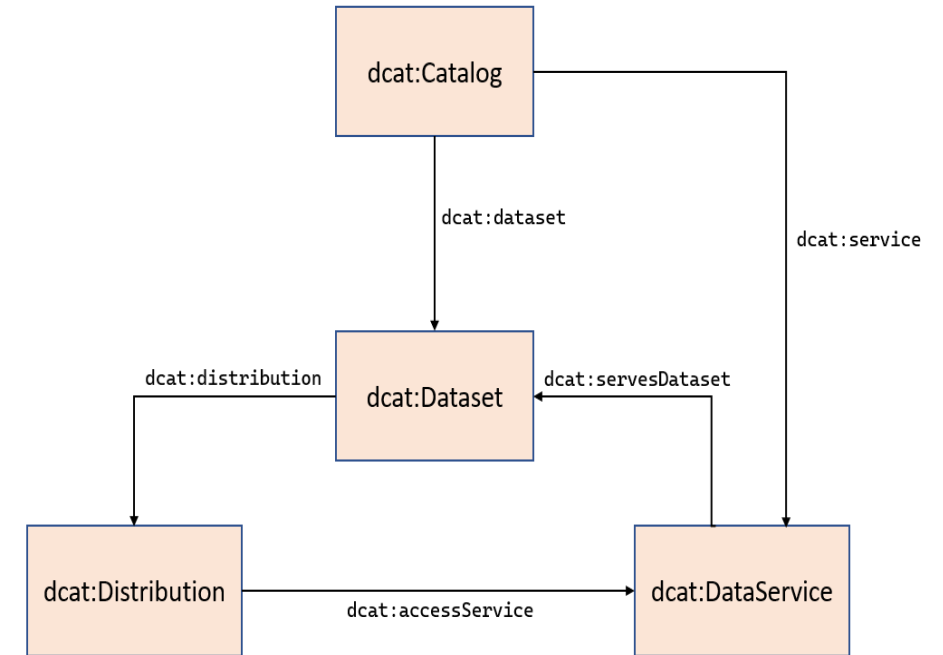 dcat:Catalog
dcat:dataset
dcat:service
dcat:distribution
dcat:Dataset
dcat:servesDataset
dcat:Distribution
dcat:accessService
dcat:DataService